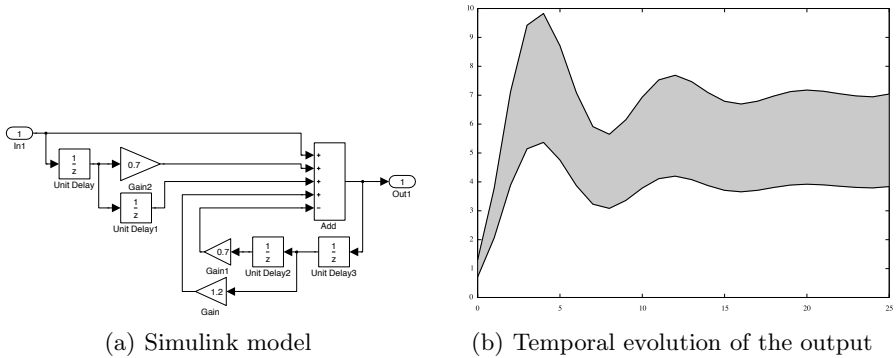 1
In1
1
z
Unit Delay
0.7
Gain2
1
z
Unit Delay1
+
+
+
+
−
Add
1
Out1
0.7
Gain1
1
z
Unit Delay2
1
z
Unit Delay3
1.2
Gain
(a) Simulink model
10
9
8
7
6
5
4
3
2
1
0
0 5 10 15 20 25
(b) Temporal evolution of the output